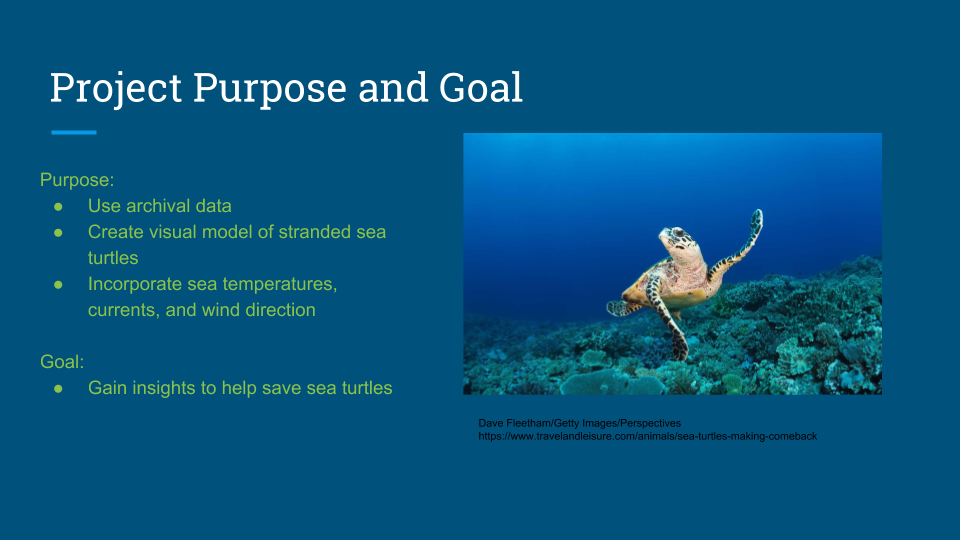 Project Purpose and Goal
Purpose:
● Use archival data
● Create visual model of stranded sea
turtles
● Incorporate sea temperatures,
currents, and wind direction
Goal:
● Gain insights to help save sea turtles
Dave Fleetham/Getty Images/Perspectives
https://www.travelandleisure.com/animals/sea-turtles-making-comeback